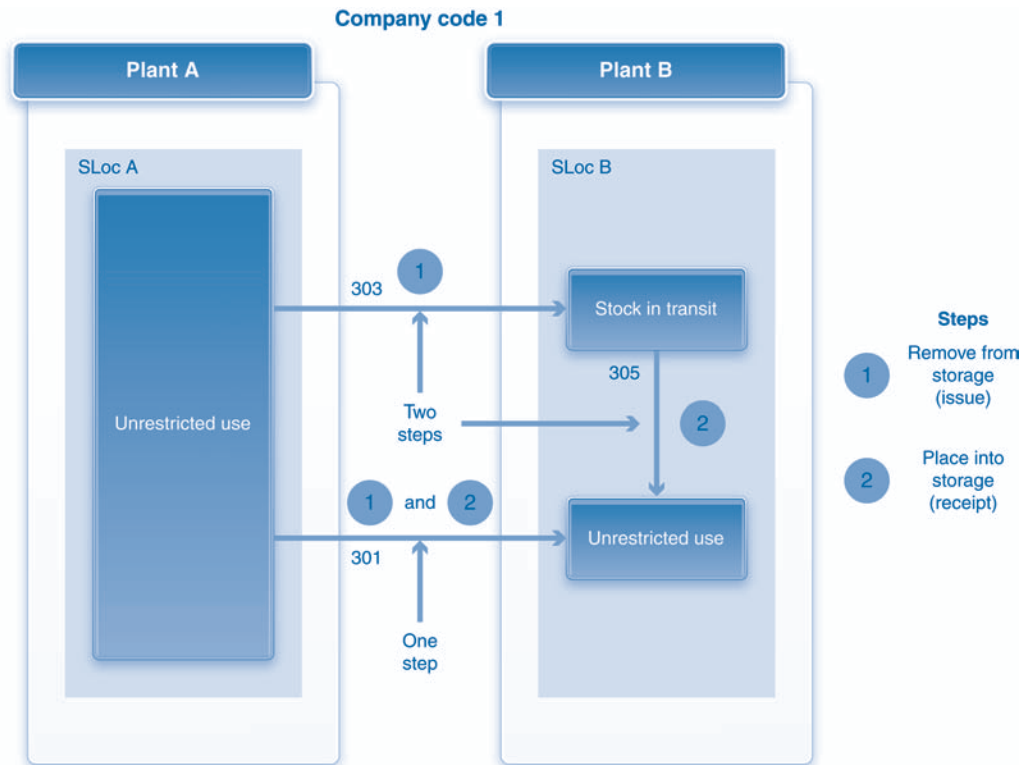 Company code 1
Plant A
Plant B
SLoc A
SLoc B
1
303
Stock in transit
Steps
1
Remove from
storage
(issue)
305
Unrestricted use
Two
steps
2
2
Place into
storage
(receipt)
1 and 2
301
Unrestricted use
One
step